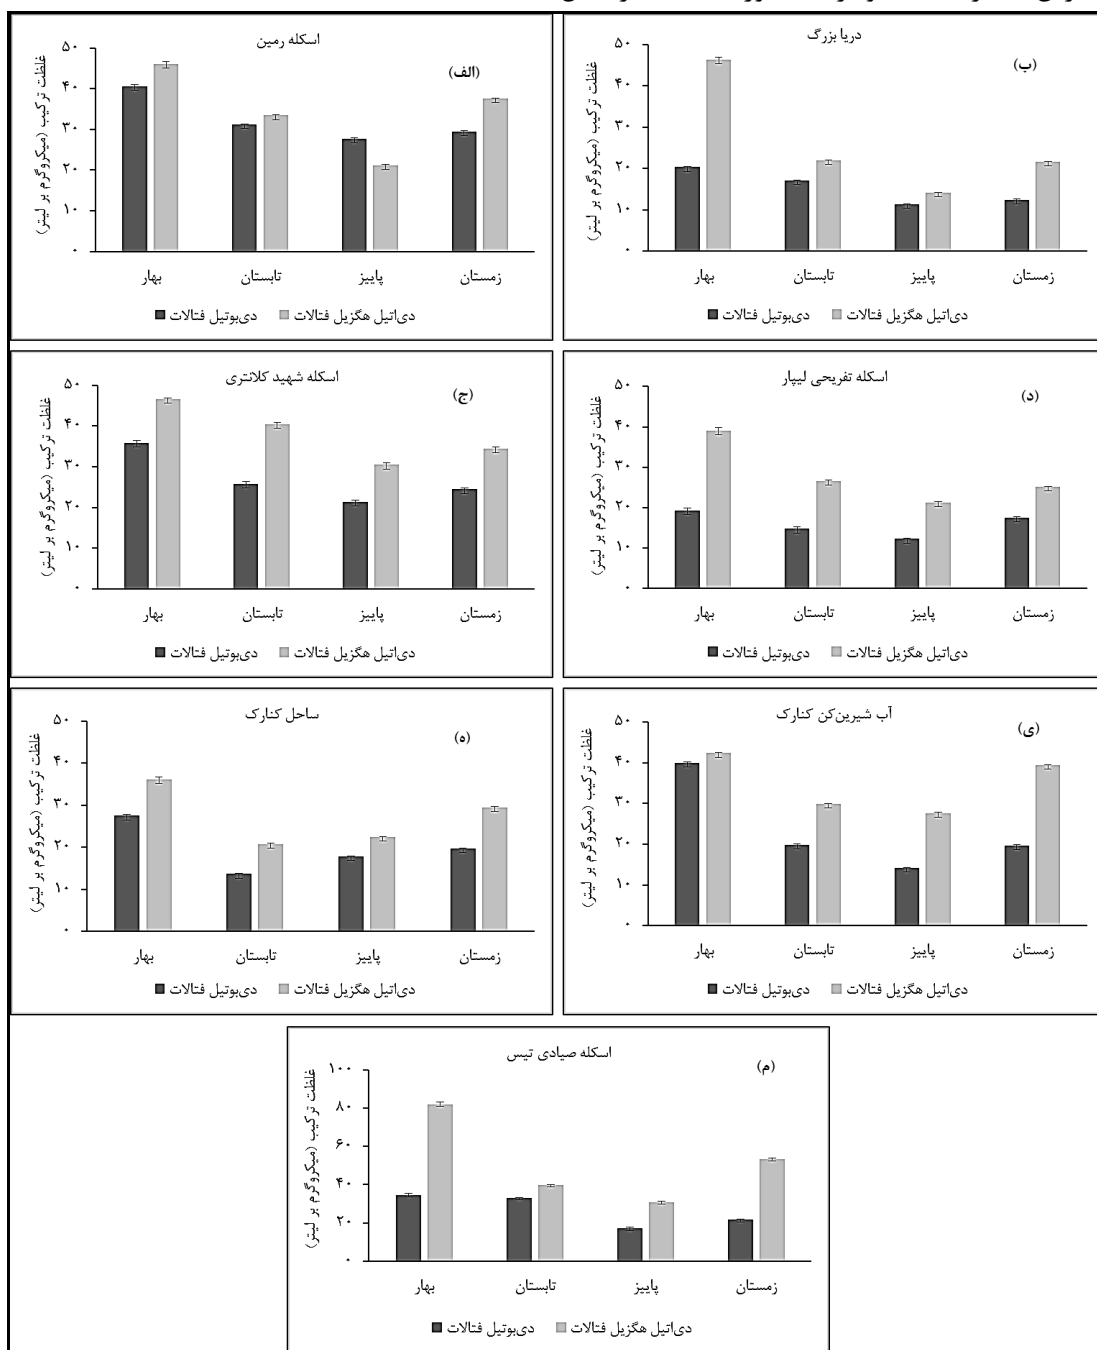 اسکله رمین
(الف)
غلظت ترکیب (میکروگرم بر لیتر)
۵۰
۴۰
۳۰
۲۰
۱۰
۰
بهار
تابستان
پاییز
زمستان
دی‌بوتیل فتالات
دی‌اتیل هگزیل فتالات
دریا بزرگ
(ب)
غلظت ترکیب (میکروگرم بر لیتر)
۵۰
۴۰
۳۰
۲۰
۱۰
۰
بهار
تابستان
پاییز
زمستان
دی‌بوتیل فتالات
دی‌اتیل هگزیل فتالات
اسکله شهید کلانتری
(ج)
غلظت ترکیب (میکروگرم بر لیتر)
۵۰
۴۰
۳۰
۲۰
۱۰
۰
بهار
تابستان
پاییز
زمستان
دی‌بوتیل فتالات
دی‌اتیل هگزیل فتالات
اسکله تفریحی لیپار
(د)
غلظت ترکیب (میکروگرم بر لیتر)
۵۰
۴۰
۳۰
۲۰
۱۰
۰
بهار
تابستان
پاییز
زمستان
دی‌بوتیل فتالات
دی‌اتیل هگزیل فتالات
ساحل کنارک
(ه)
غلظت ترکیب (میکروگرم بر لیتر)
۵۰
۴۰
۳۰
۲۰
۱۰
۰
بهار
تابستان
پاییز
زمستان
دی‌بوتیل فتالات
دی‌اتیل هگزیل فتالات
آب شیرین‌کن کنارک
(ی)
غلظت ترکیب (میکروگرم بر لیتر)
۵۰
۴۰
۳۰
۲۰
۱۰
۰
بهار
تابستان
پاییز
زمستان
دی‌بوتیل فتالات
دی‌اتیل هگزیل فتالات
اسکله صیادی تیس
(م)
غلظت ترکیب (میکروگرم بر لیتر)
۱۰۰
۸۰
۶۰
۴۰
۲۰
۰
بهار
تابستان
پاییز
زمستان
دی‌بوتیل فتالات
دی‌اتیل هگزیل فتالات